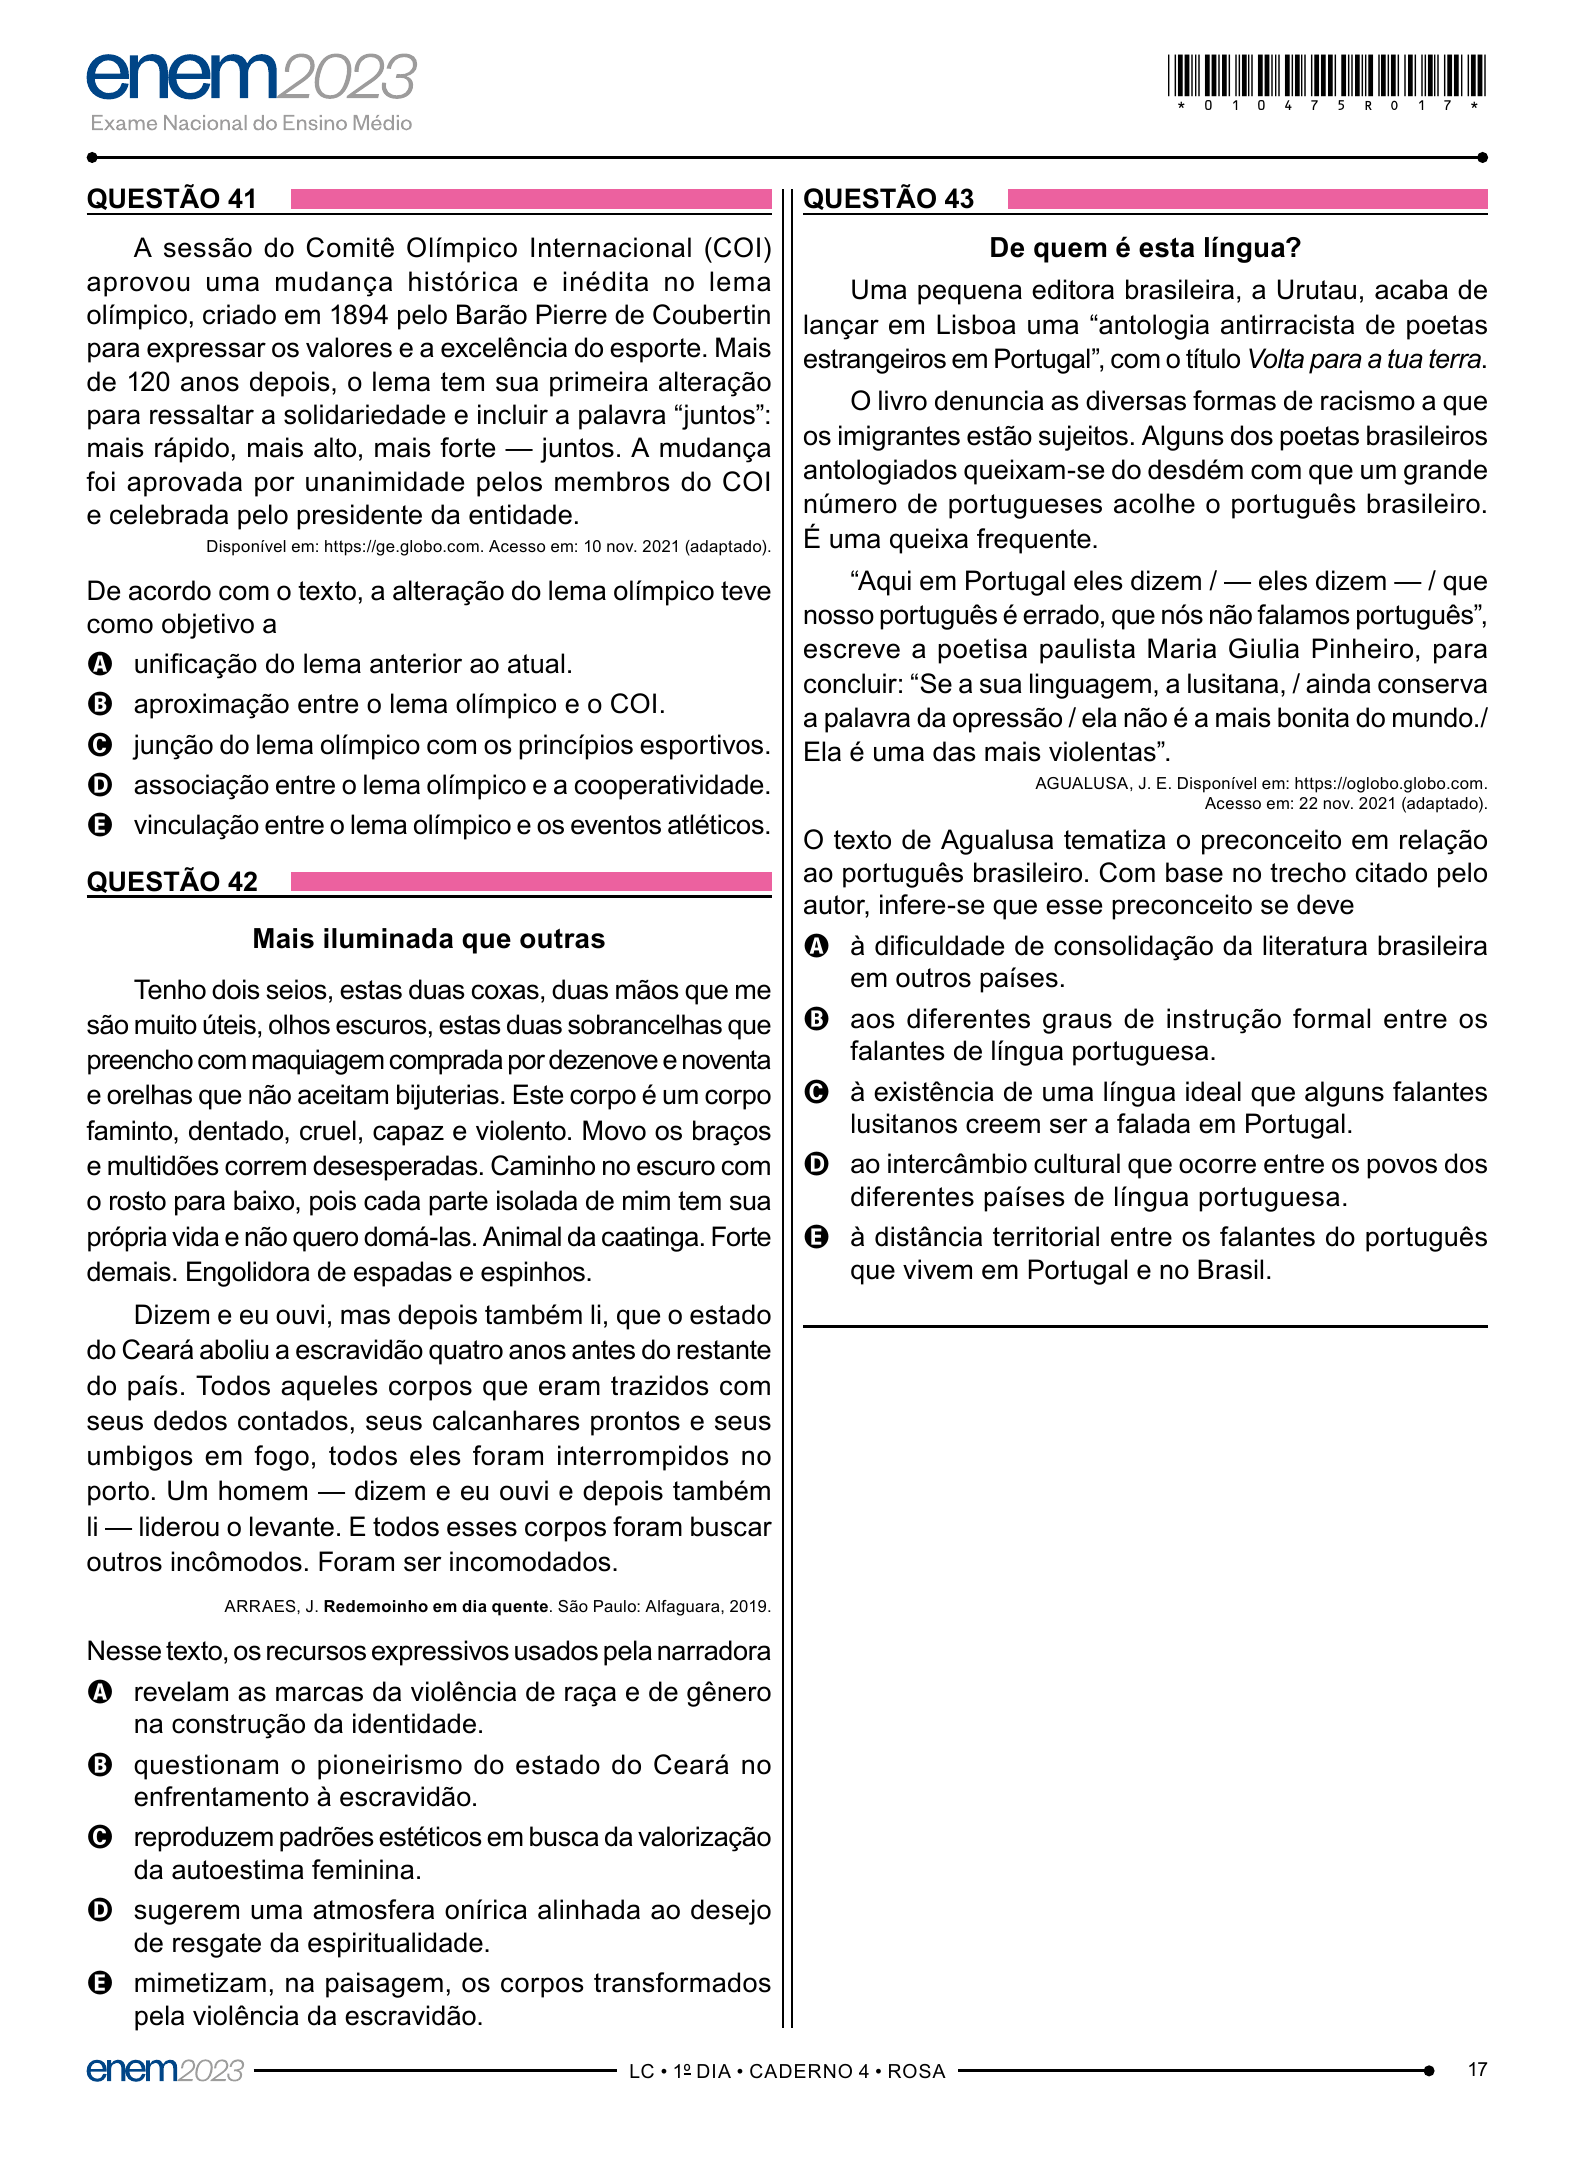 enem2023
Exame Nacional do Ensino Médio
*010475R017*
QUESTÃO 41
A sessão do Comitê Olímpico Internacional (COI)
aprovou uma mudança histórica e inédita no lema
olímpico, criado em 1894 pelo Barão Pierre de Coubertin
para expressar os valores e a excelência do esporte. Mais
de 120 anos depois, o lema tem sua primeira alteração
para ressaltar a solidariedade e incluir a palavra “juntos”:
mais rápido, mais alto, mais forte — juntos. A mudança
foi aprovada por unanimidade pelos membros do COI
e celebrada pelo presidente da entidade.
Disponível em: https://ge.globo.com. Acesso em: 10 nov. 2021 (adaptado).
De acordo com o texto, a alteração do lema olímpico teve
como objetivo a
A unificação do lema anterior ao atual.
B aproximação entre o lema olímpico e o COI.
C junção do lema olímpico com os princípios esportivos.
D associação entre o lema olímpico e a cooperatividade.
E vinculação entre o lema olímpico e os eventos atléticos.
QUESTÃO 42
Mais iluminada que outras
Tenho dois seios, estas duas coxas, duas mãos que me
são muito úteis, olhos escuros, estas duas sobrancelhas que
preencho com maquiagem comprada por dezenove e noventa
e orelhas que não aceitam bijuterias. Este corpo é um corpo
faminto, dentado, cruel, capaz e violento. Movo os braços
e multidões correm desesperadas. Caminho no escuro com
o rosto para baixo, pois cada parte isolada de mim tem sua
própria vida e não quero domá-las. Animal da caatinga. Forte
demais. Engolidora de espadas e espinhos.
Dizem e eu ouvi, mas depois também li, que o estado
do Ceará aboliu a escravidão quatro anos antes do restante
do país. Todos aqueles corpos que eram trazidos com
seus dedos contados, seus calcanhares prontos e seus
umbigos em fogo, todos eles foram interrompidos no
porto. Um homem — dizem e eu ouvi e depois também
li — liderou o levante. E todos esses corpos foram buscar
outros incômodos. Foram ser incomodados.
ARRAES, J. Redemoinho em dia quente. São Paulo: Alfaguara, 2019.
Nesse texto, os recursos expressivos usados pela narradora
A revelam as marcas da violência de raça e de gênero
na construção da identidade.
B questionam o pioneirismo do estado do Ceará no
enfrentamento à escravidão.
C reproduzem padrões estéticos em busca da valorização
da autoestima feminina.
D sugerem uma atmosfera onírica alinhada ao desejo
de resgate da espiritualidade.
E mimetizam, na paisagem, os corpos transformados
pela violência da escravidão.
QUESTÃO 43
De quem é esta língua?
Uma pequena editora brasileira, a Urutau, acaba de
lançar em Lisboa uma “antologia antirracista de poetas
estrangeiros em Portugal”, com o título Volta para a tua terra.
O livro denuncia as diversas formas de racismo a que
os imigrantes estão sujeitos. Alguns dos poetas brasileiros
antologiados queixam-se do desdém com que um grande
número de portugueses acolhe o português brasileiro.
É uma queixa frequente.
“Aqui em Portugal eles dizem / — eles dizem — / que
nosso português é errado, que nós não falamos português”,
escreve a poetisa paulista Maria Giulia Pinheiro, para
concluir: “Se a sua linguagem, a lusitana, / ainda conserva
a palavra da opressão / ela não é a mais bonita do mundo./
Ela é uma das mais violentas”.
AGUALUSA, J. E. Disponível em: https://oglobo.globo.com.
Acesso em: 22 nov. 2021 (adaptado).
O texto de Agualusa tematiza o preconceito em relação
ao português brasileiro. Com base no trecho citado pelo
autor, infere-se que esse preconceito se deve
A à dificuldade de consolidação da literatura brasileira
em outros países.
B aos diferentes graus de instrução formal entre os
falantes de língua portuguesa.
C à existência de uma língua ideal que alguns falantes
lusitanos creem ser a falada em Portugal.
D ao intercâmbio cultural que ocorre entre os povos dos
diferentes países de língua portuguesa.
E à distância territorial entre os falantes do português
que vivem em Portugal e no Brasil.
enem2023
LC • 1º DIA • CADERNO 4 • ROSA
17